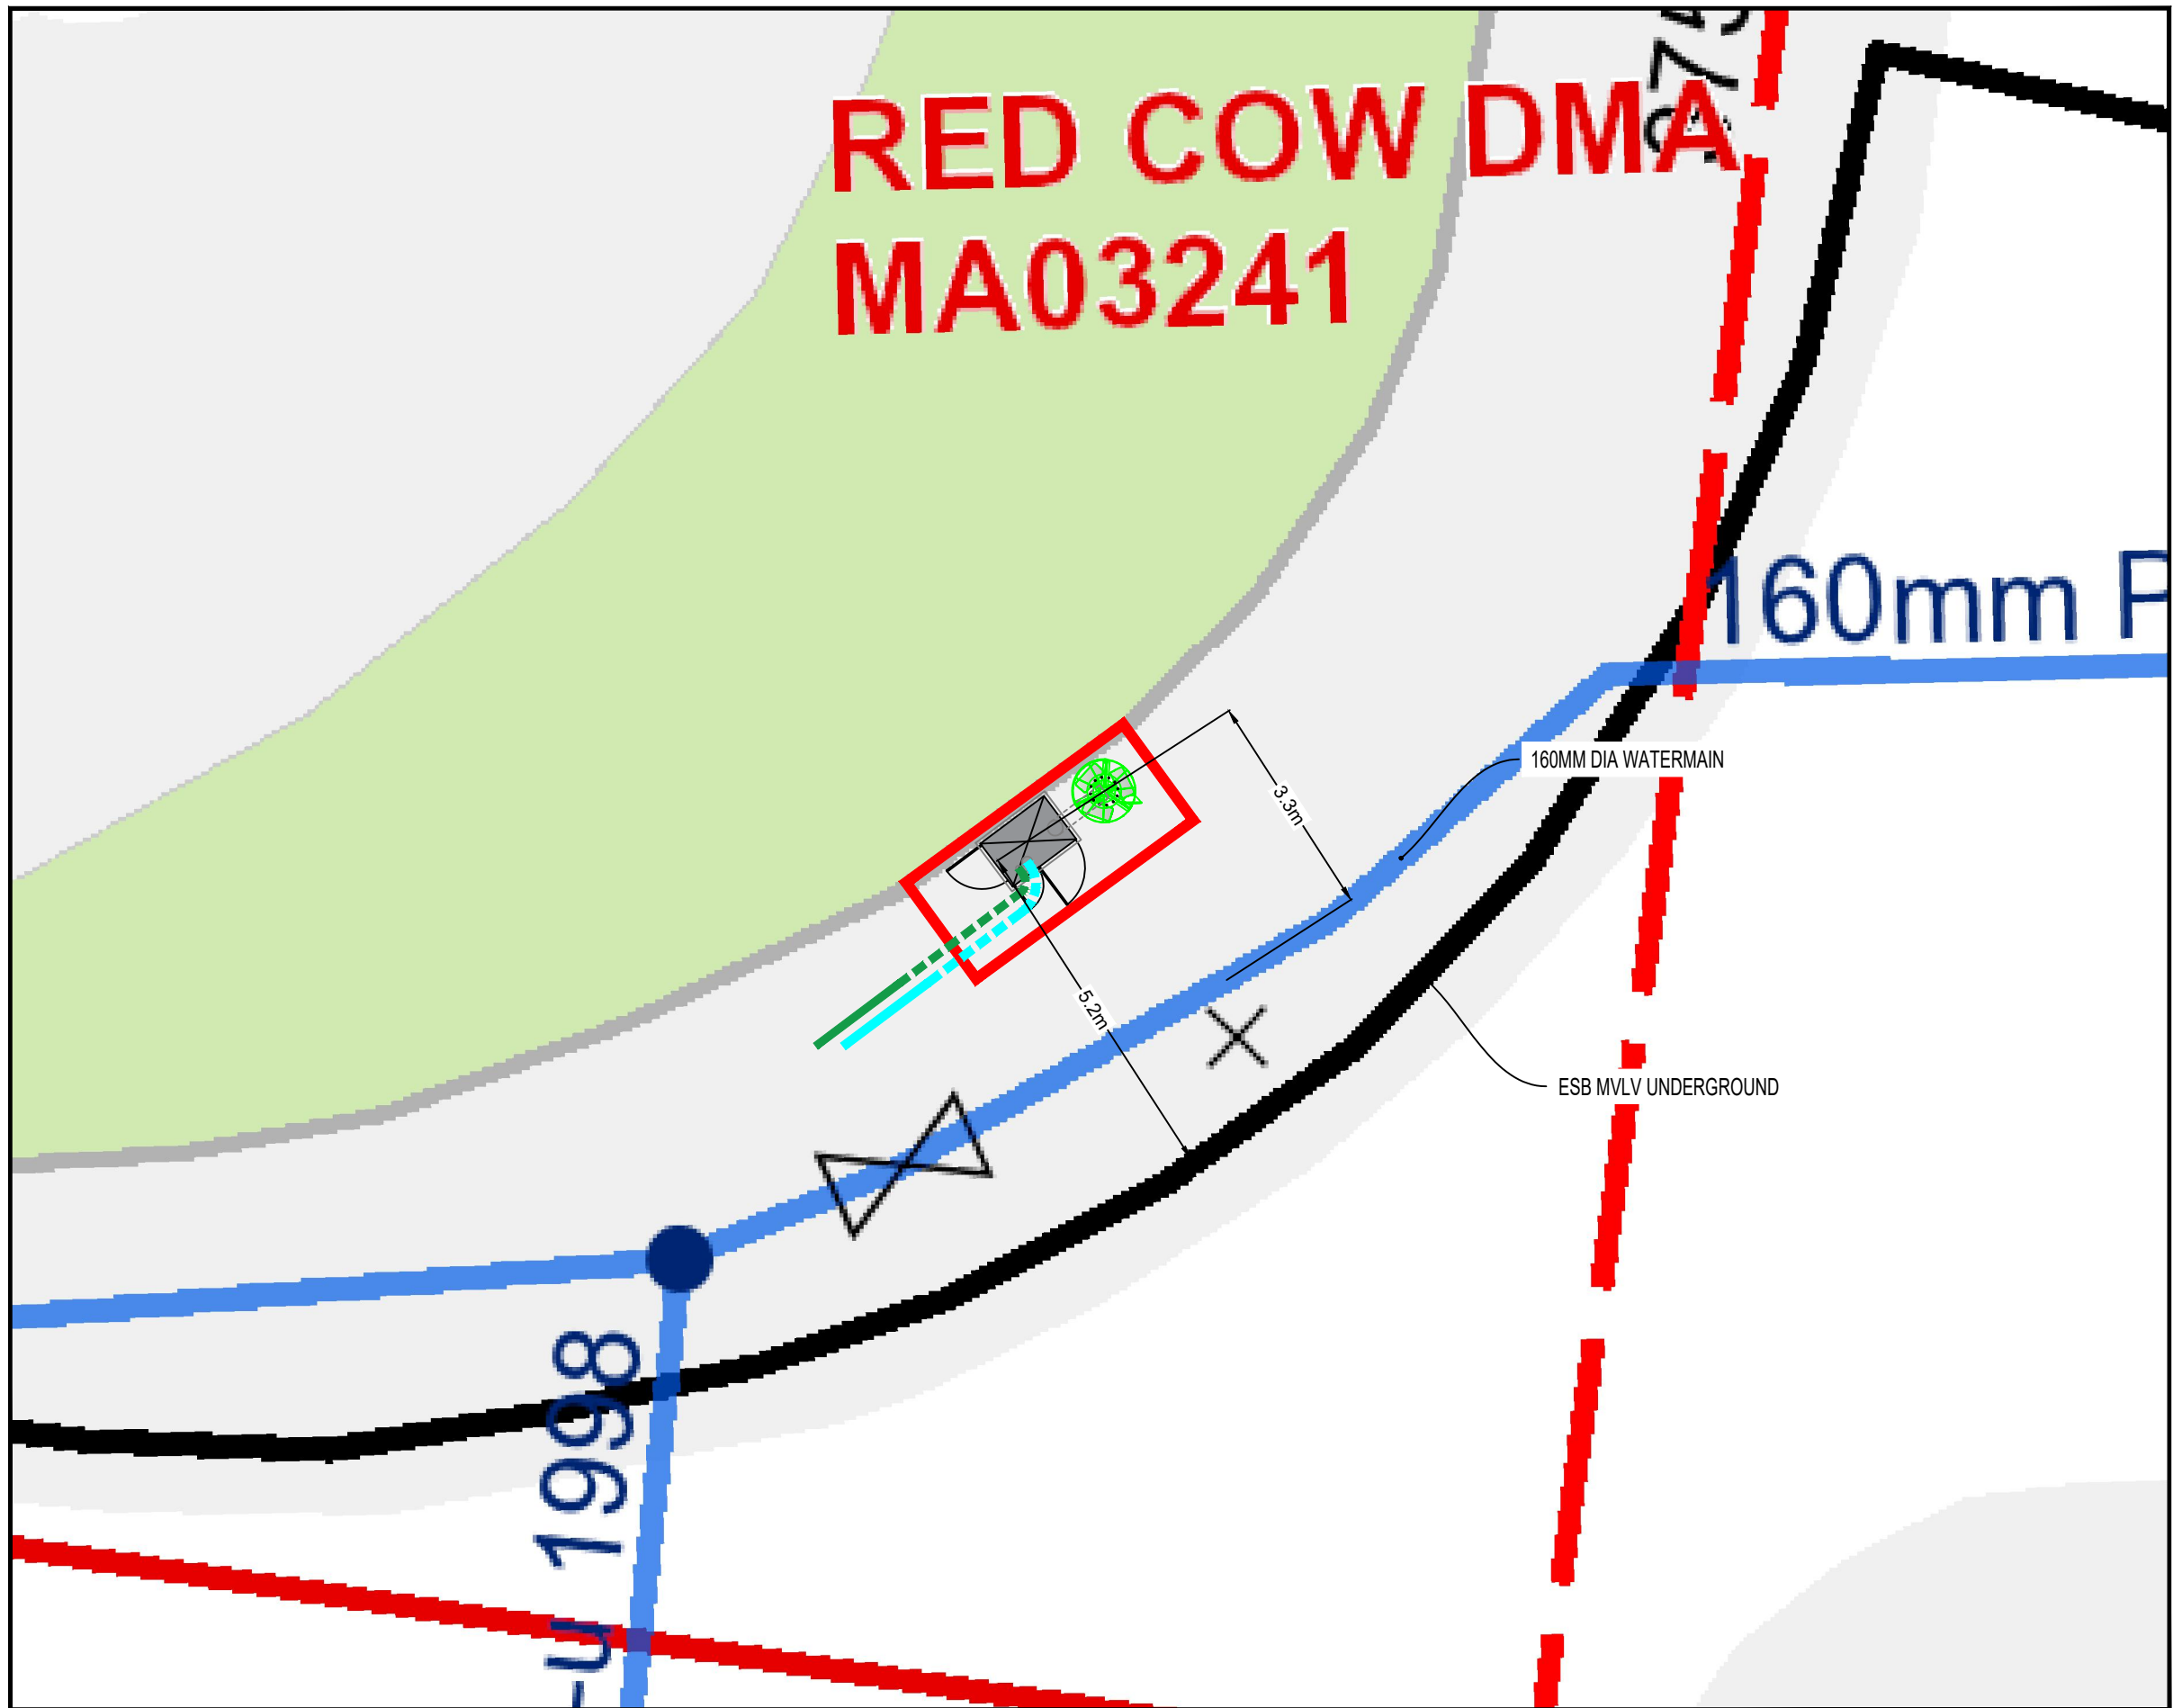 RED COW DMA
MA03241
160mm
160MM DIA WATERMAIN
3.3m
5.2m
ESB MVLV UNDERGROUND
1998